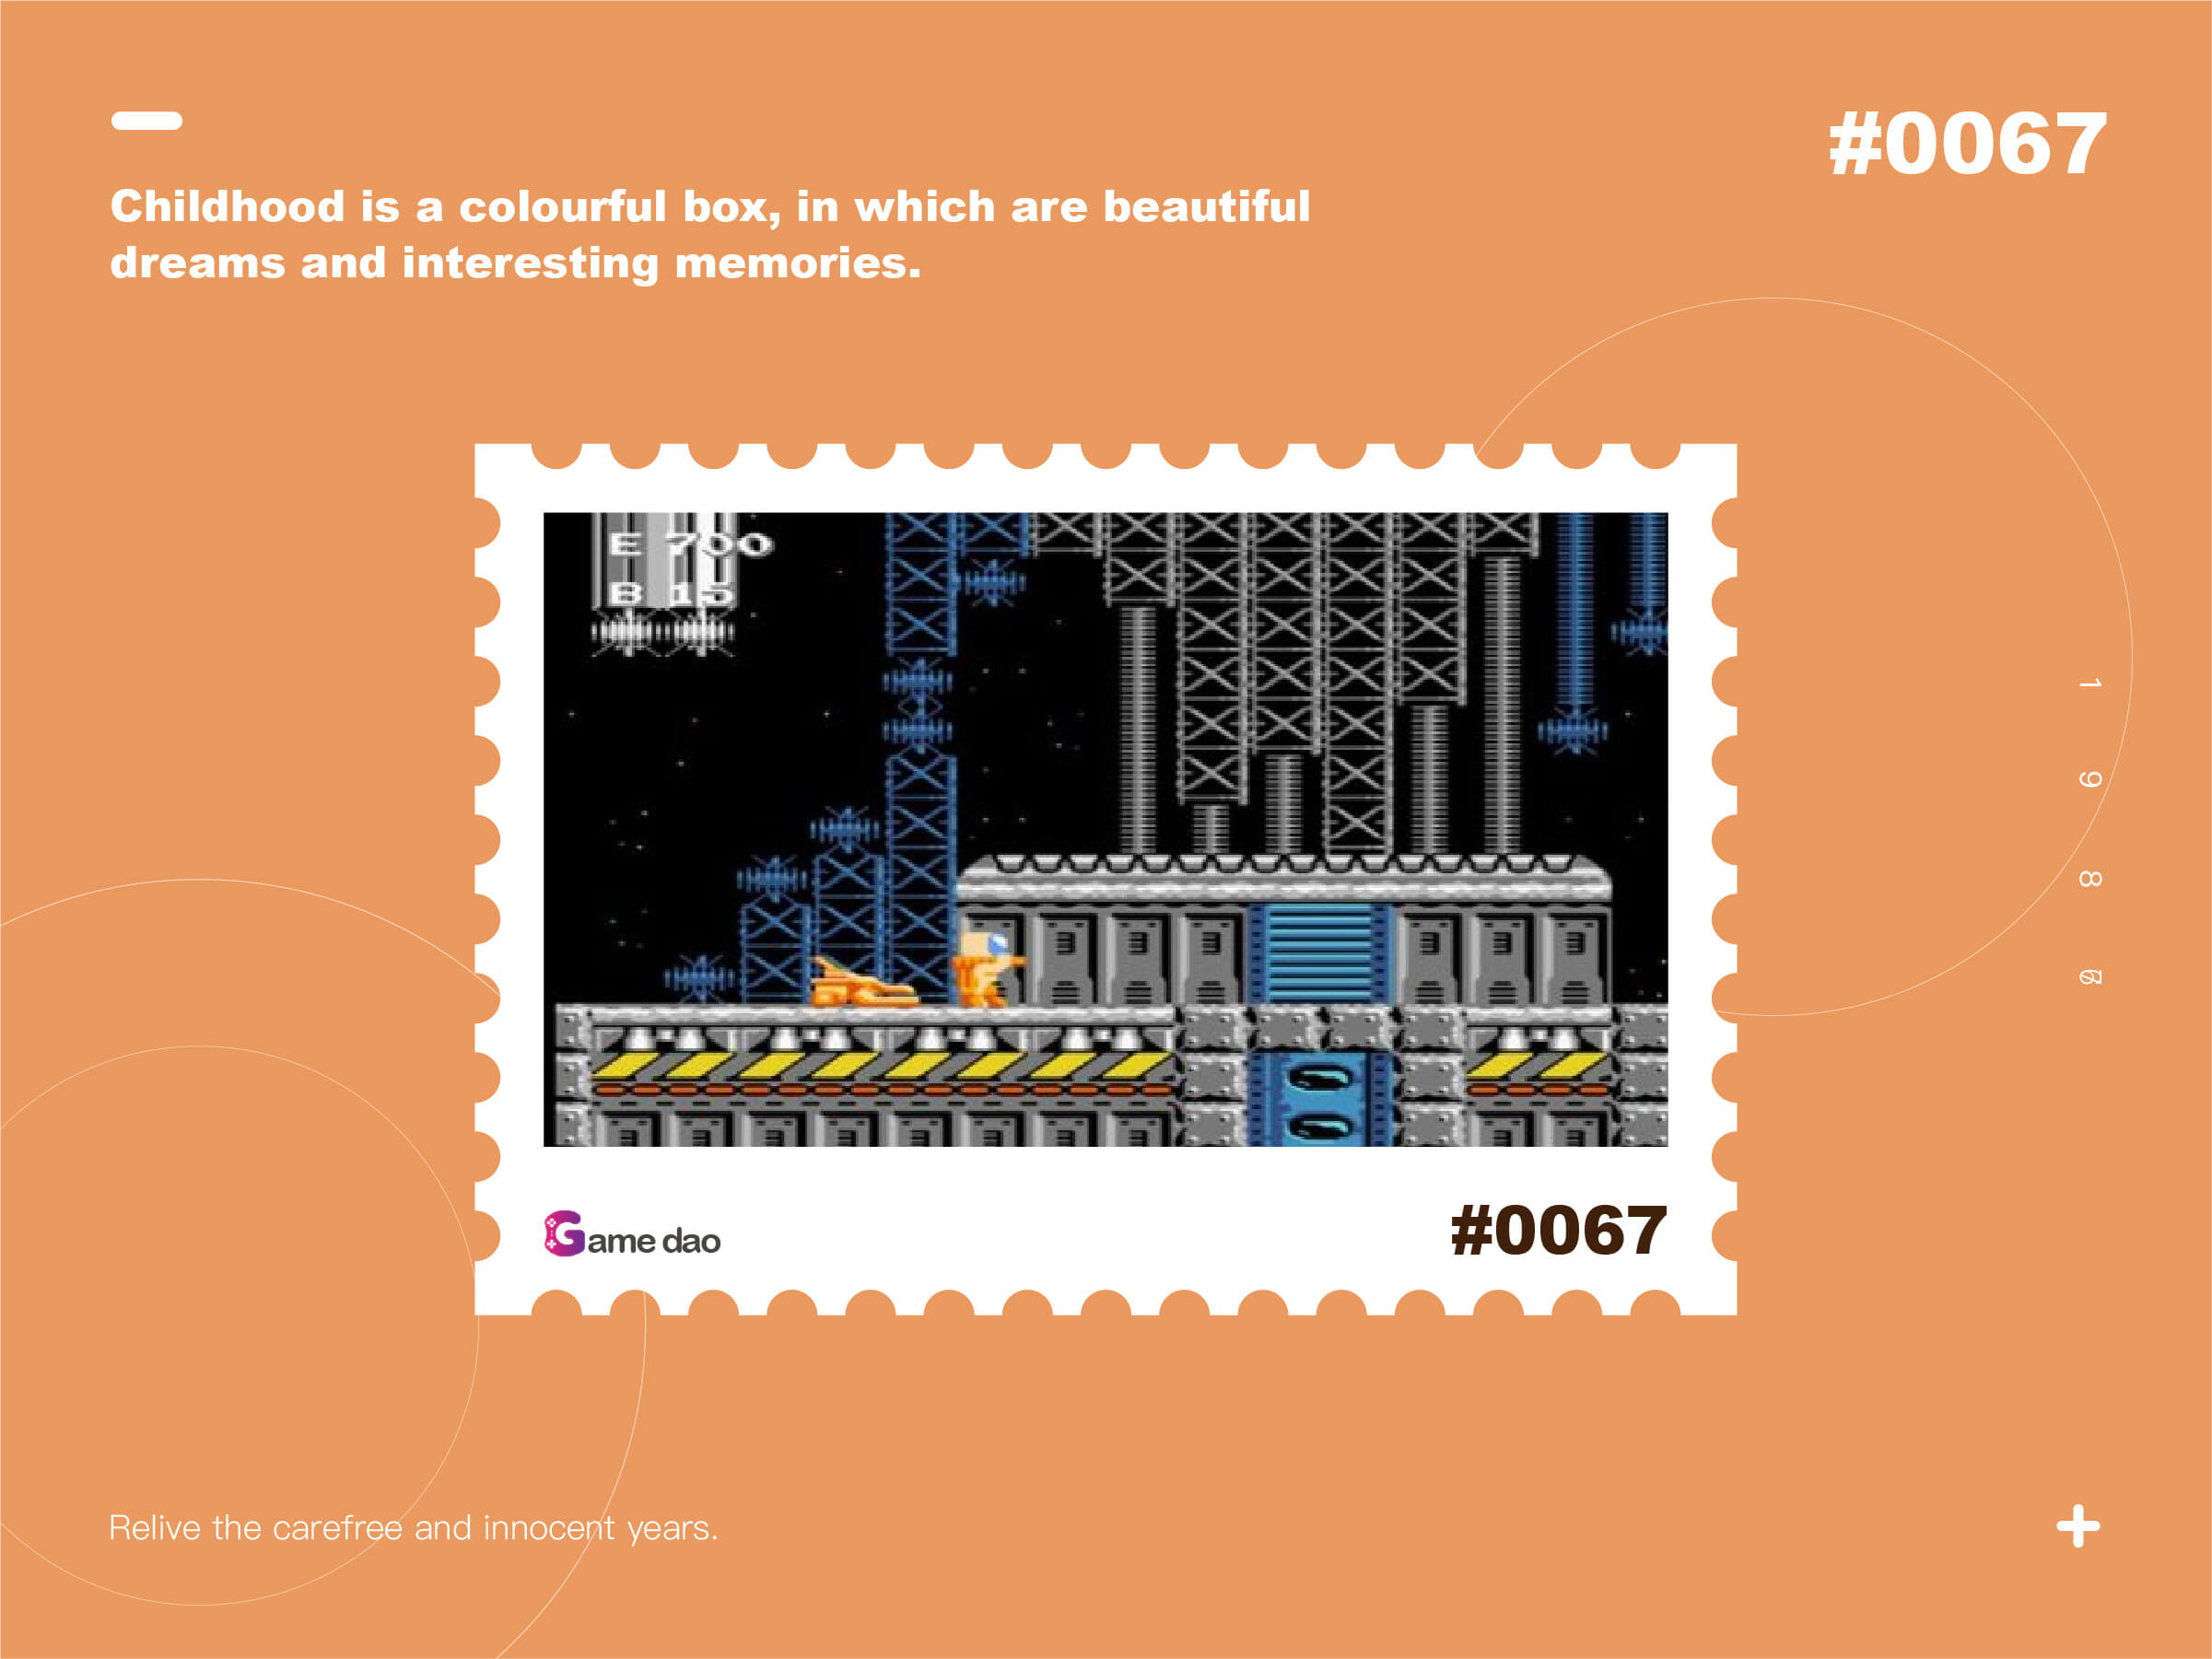 #0067
Childhood is a colourful box, in which are beautiful
dreams and interesting memories.
E 700
B 15
1
9
8
Game dao
#0067
Relive the carefree and innocent years.